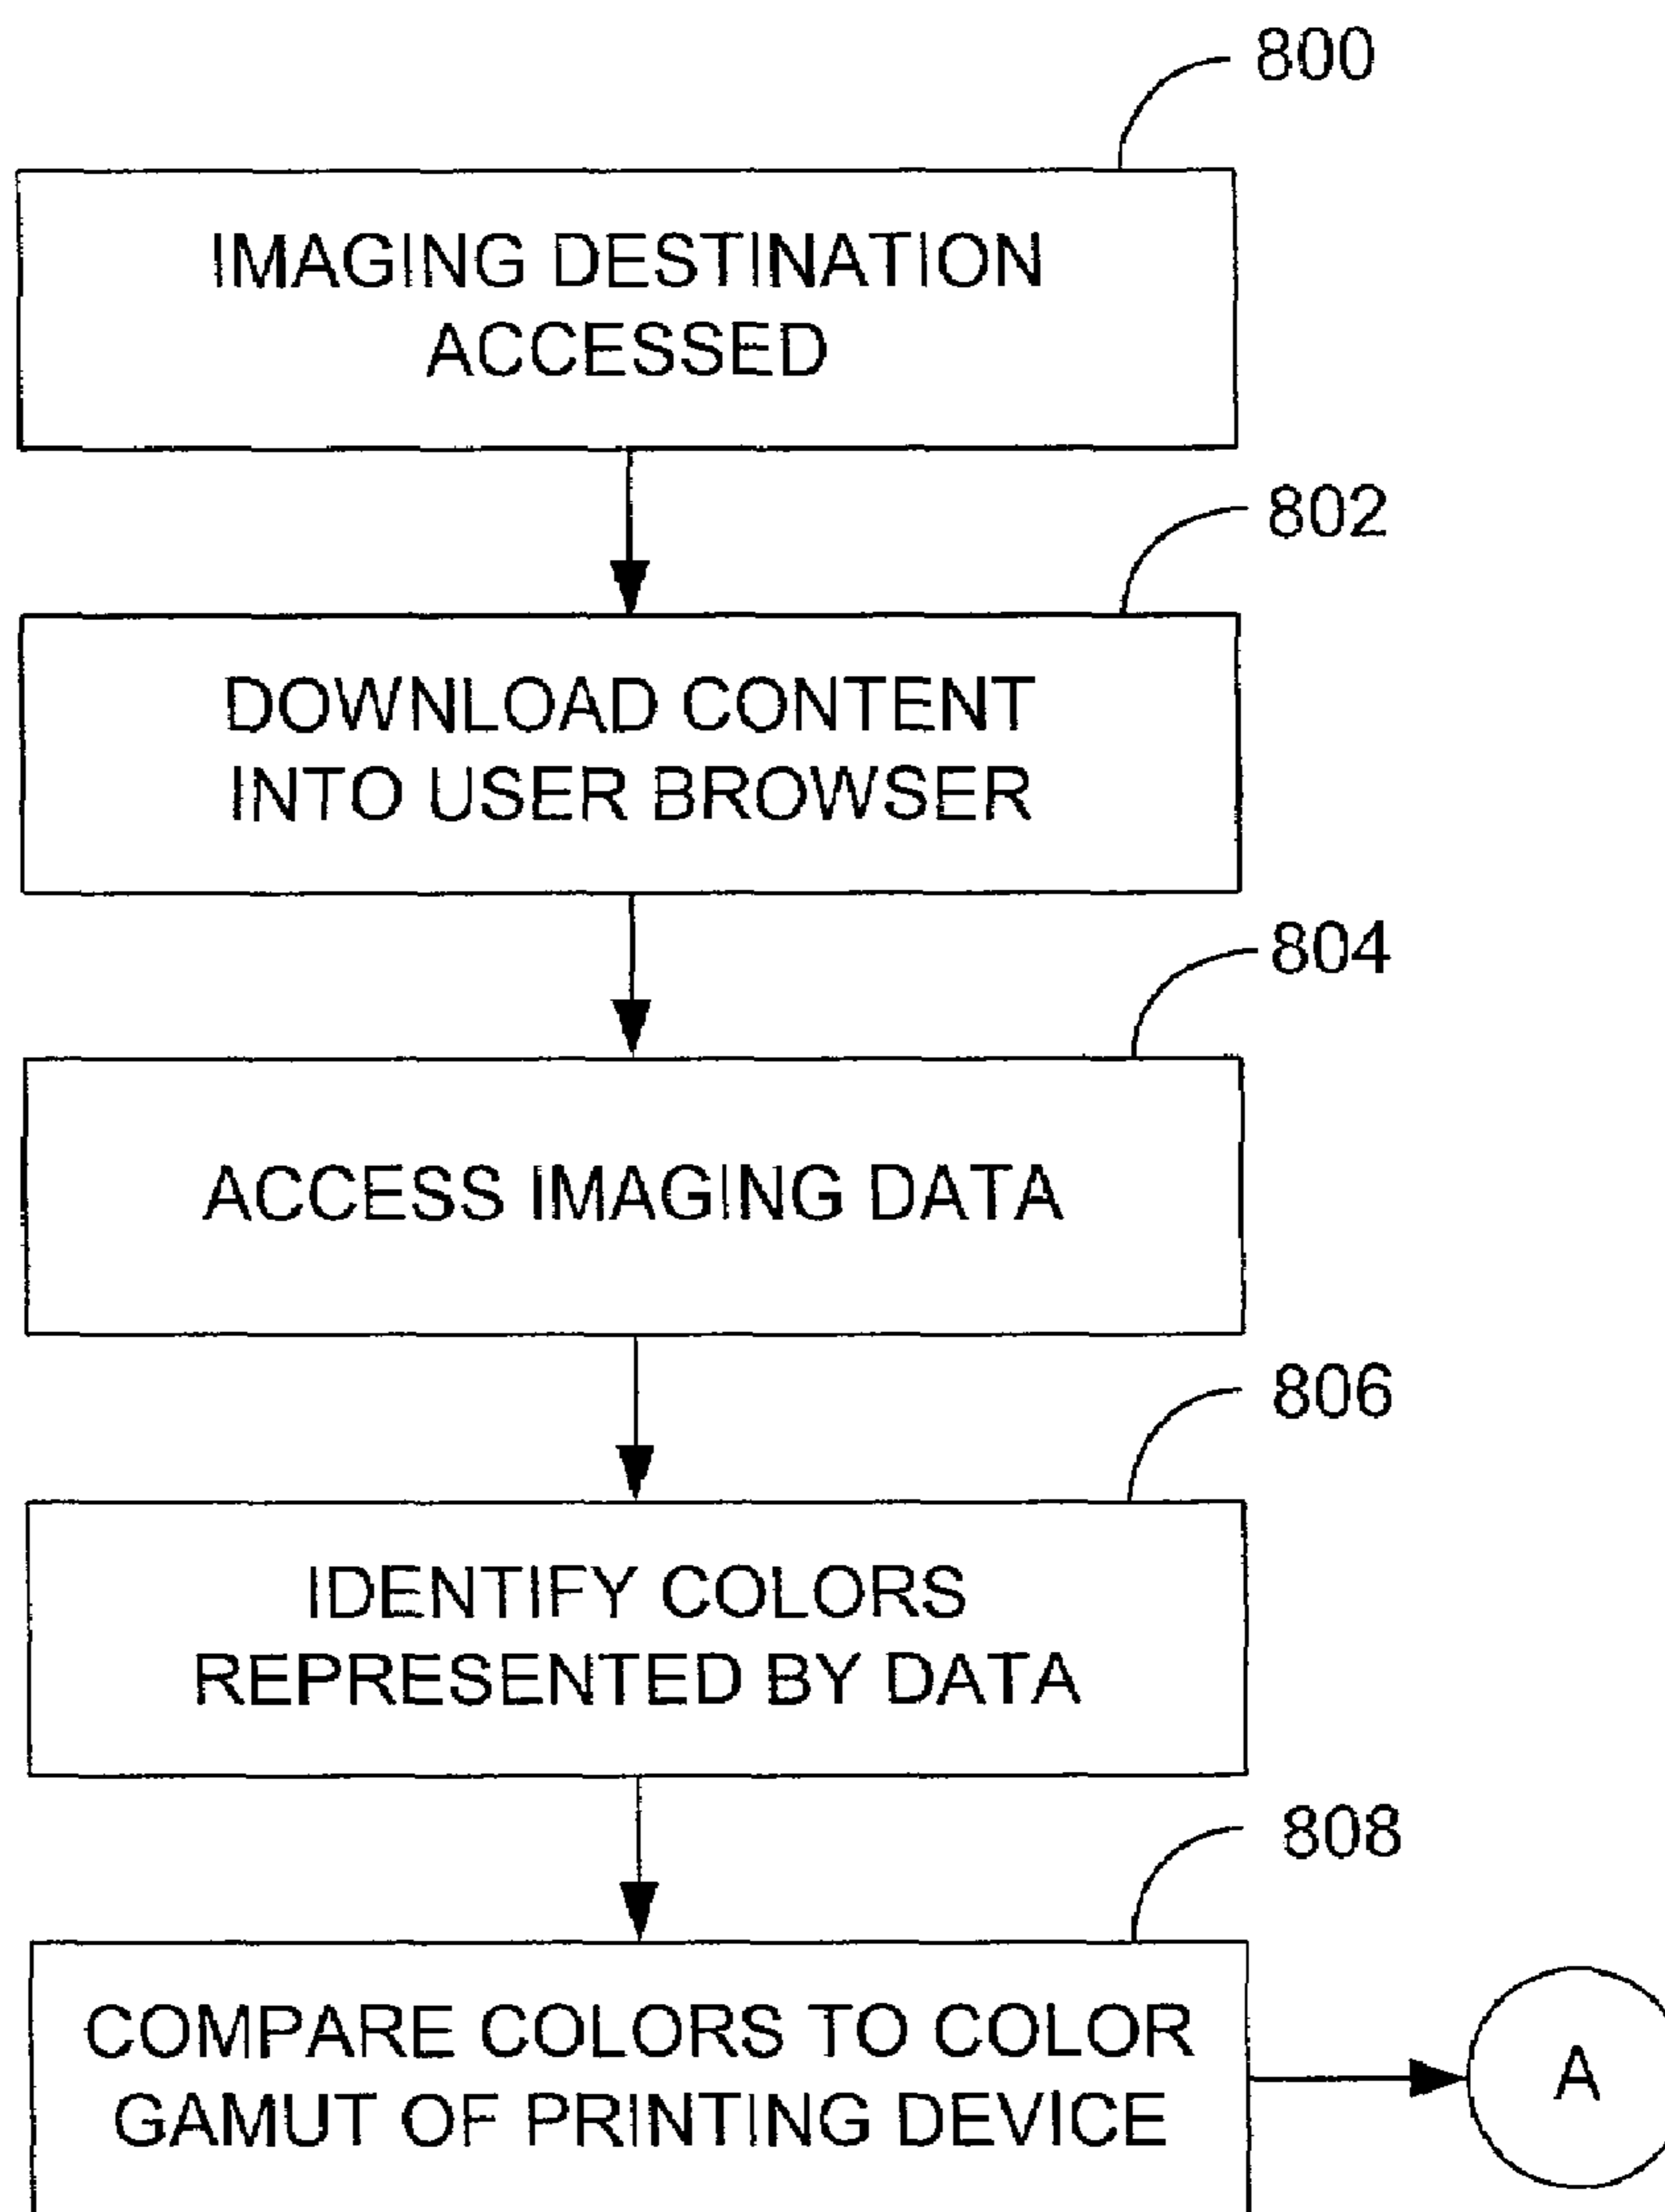 800
IMAGING DESTINATION
ACCESSED
802
DOWNLOAD CONTENT
INTO USER BROWSER
804
ACCESS IMAGING DATA
806
IDENTIFY COLORS
REPRESENTED BY DATA
808
COMPARE COLORS TO COLOR
GAMUT OF PRINTING DEVICE
A